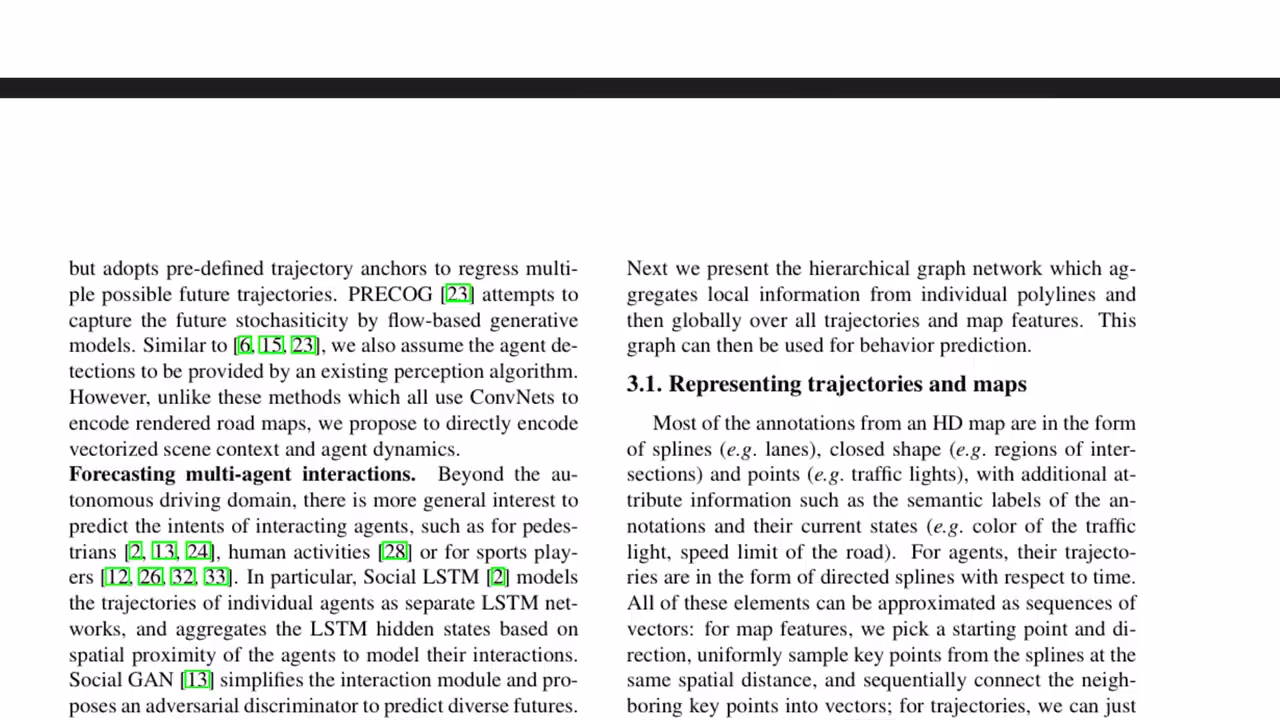 but adopts pre-defined trajectory anchors to regress multi-
ple possible future trajectories. PRECOG [23] attempts to
capture the future stochasiticity by flow-based generative
models. Similar to [6, 15, 23], we also assume the agent de-
tections to be provided by an existing perception algorithm.
However, unlike these methods which all use ConvNets to
encode rendered road maps, we propose to directly encode
vectorized scene context and agent dynamics.
Forecasting multi-agent interactions. Beyond the au-
tonomous driving domain, there is more general interest to
predict the intents of interacting agents, such as for pedes-
trians [2, 13, 24], human activities [28] or for sports play-
ers [12, 26, 32, 33]. In particular, Social LSTM [2] models
the trajectories of individual agents as separate LSTM net-
works, and aggregates the LSTM hidden states based on
spatial proximity of the agents to model their interactions.
Social GAN [13] simplifies the interaction module and pro-
poses an adversarial discriminator to predict diverse futures.
Next we present the hierarchical graph network which ag-
gregates local information from individual polylines and
then globally over all trajectories and map features. This
graph can then be used for behavior prediction.
3.1. Representing trajectories and maps
Most of the annotations from an HD map are in the form
of splines (e.g. lanes), closed shape (e.g. regions of inter-
sections) and points (e.g. traffic lights), with additional at-
tribute information such as the semantic labels of the an-
notations and their current states (e.g. color of the traffic
light, speed limit of the road). For agents, their trajecto-
ries are in the form of directed splines with respect to time.
All of these elements can be approximated as sequences of
vectors: for map features, we pick a starting point and di-
rection, uniformly sample key points from the splines at the
same spatial distance, and sequentially connect the neigh-
boring key points into vectors; for trajectories, we can just